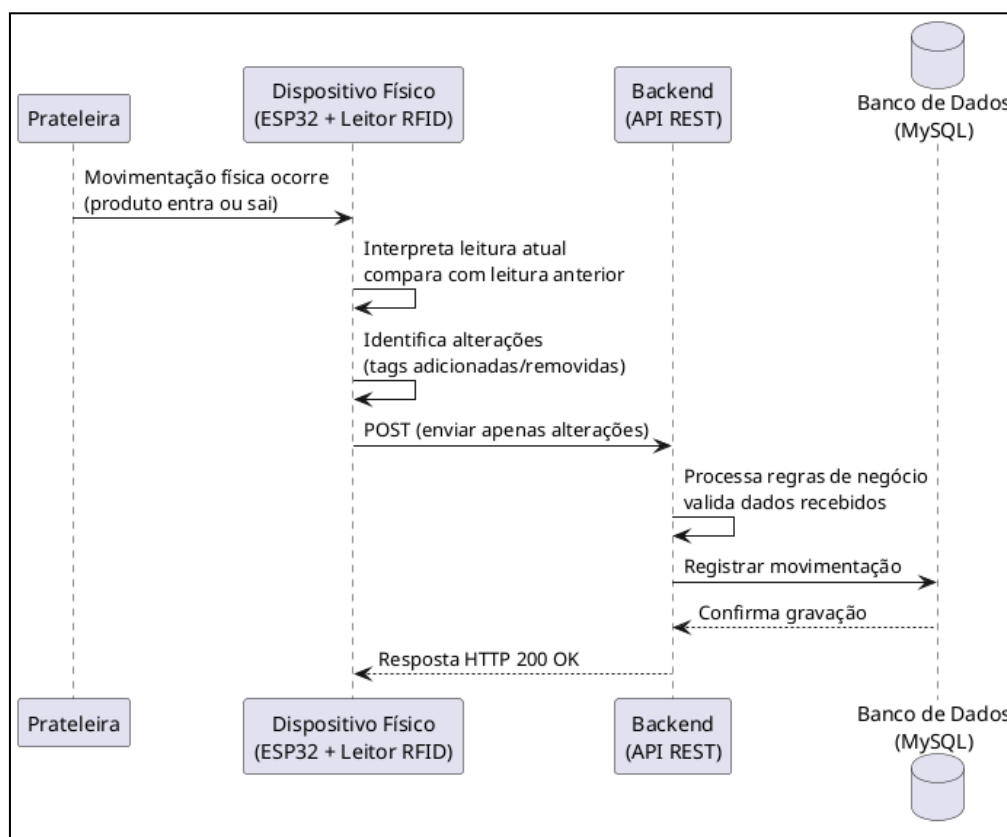 Prateleira
Dispositivo Físico
(ESP32 + Leitor RFID)
Backend
(API REST)
Banco de Dados
(MySQL)
Movimentação física ocorre
(produto entra ou sai)
Interpreta leitura atual
compara com leitura anterior
Identifica alterações
(tags adicionadas/removidas)
POST (enviar apenas alterações)
Processa regras de negócio
valida dados recebidos
Registrar movimentação
Confirma gravação
Resposta HTTP 200 OK
Prateleira
Dispositivo Físico
(ESP32 + Leitor RFID)
Backend
(API REST)
Banco de Dados
(MySQL)